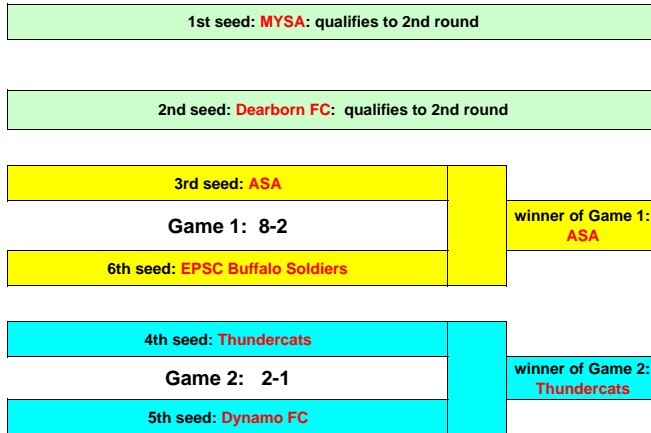 1st seed: MYSA: qualifies to 2nd round
2nd seed: Dearborn FC:  qualifies to 2nd round
3rd seed: ASA
Game 1:  8-2
winner of Game 1:
ASA
6th seed: EPSC Buffalo Soldiers
4th seed: Thundercats
Game 2:   2-1
winner of Game 2:
Thundercats
5th seed: Dynamo FC